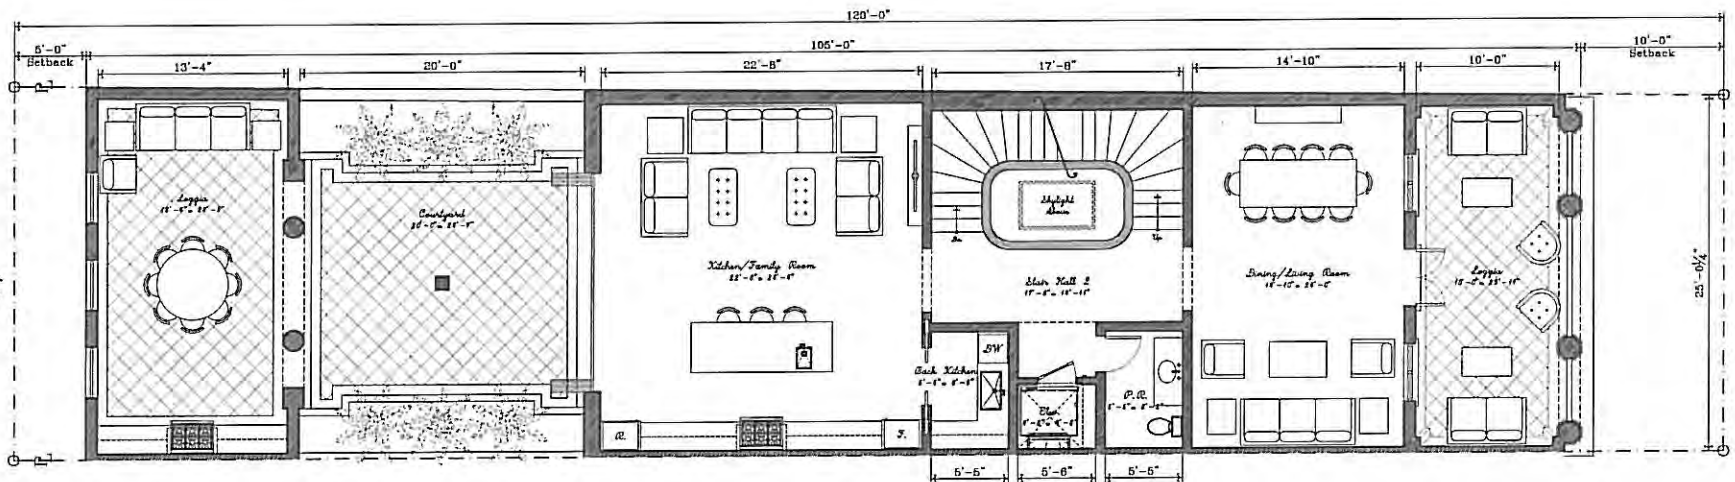 120'-0"
5'-0"
Setback
105'-0"
10'-0"
Setback
13'-4"
20'-0"
22'-8"
17'-8"
14'-10"
10'-0"
Loggia
Courtyard
Kitchen/Family Room
Skylight
Above
Dn
Up
Stair Hall 2
Dining/Living Room
Loggia
25'-0¼"
Back Kitchen
DW
Elev.
P.R.
R.
F.
5'-5"
5'-6"
5'-5"